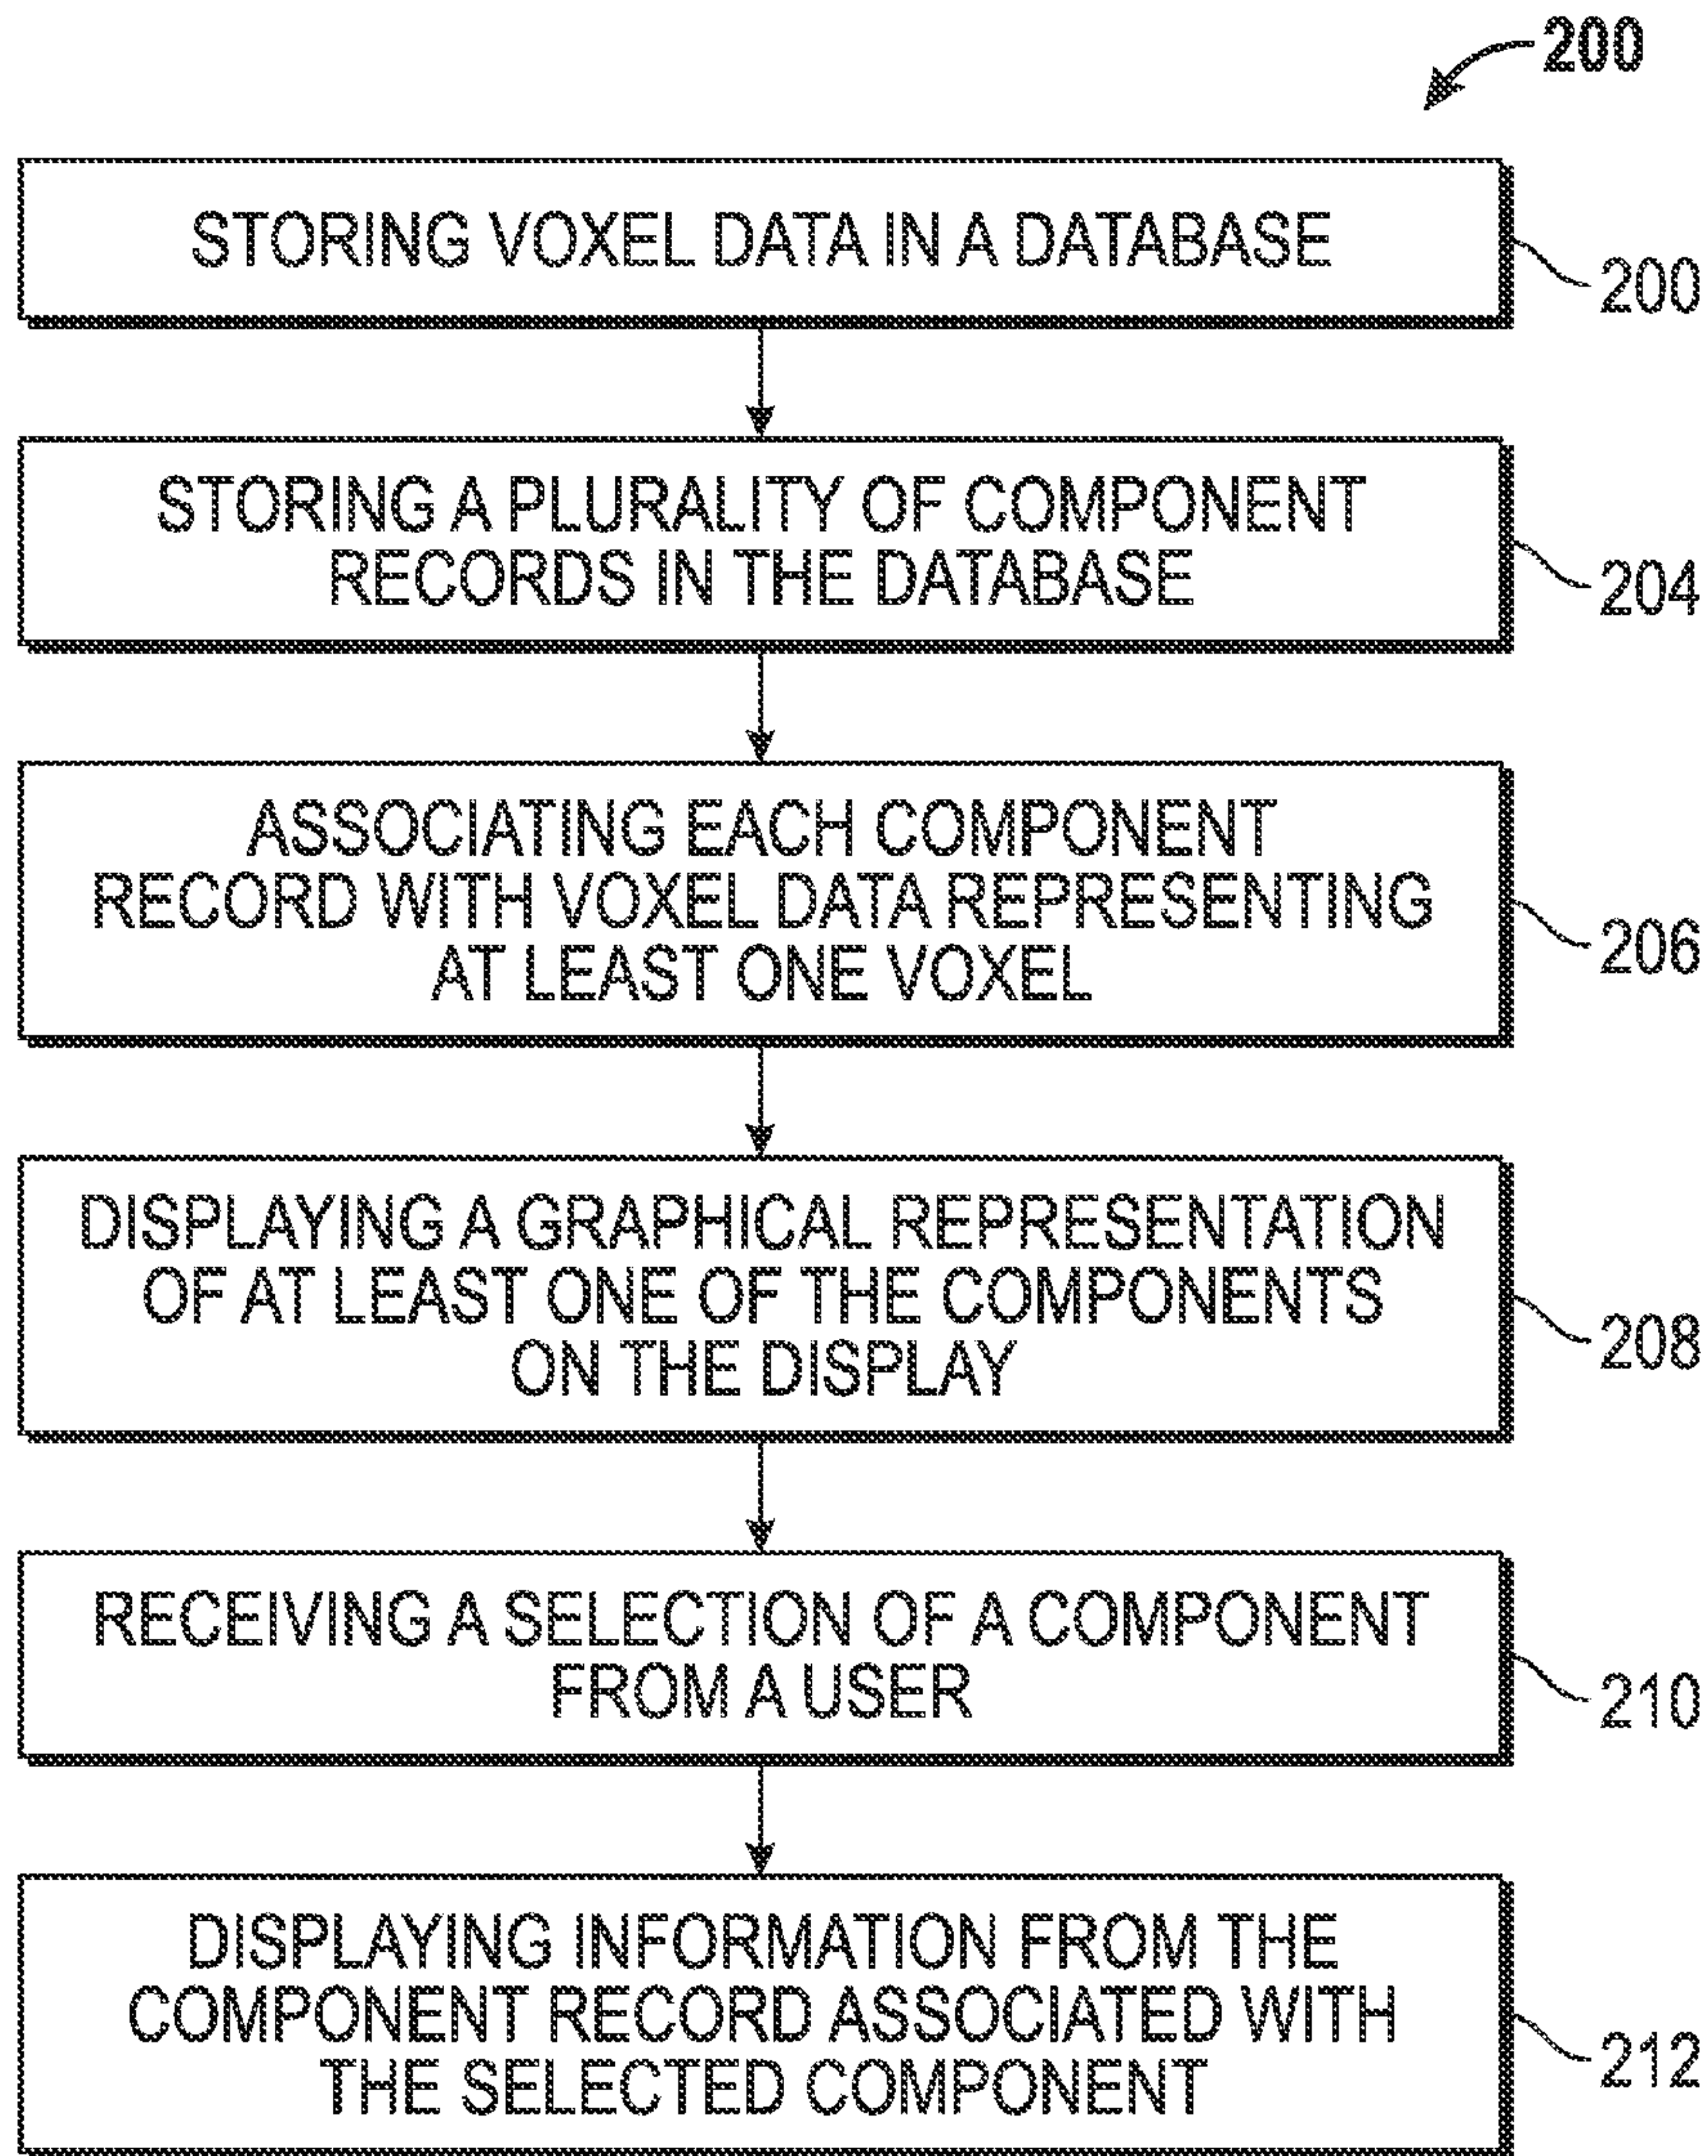 200
STORING VOXEL DATA IN A DATABASE
200
STORING A PLURALITY OF COMPONENT
RECORDS IN THE DATABASE
204
ASSOCIATING EACH COMPONENT
RECORD WITH VOXEL DATA REPRESENTING
AT LEAST ONE VOXEL
206
DISPLAYING A GRAPHICAL REPRESENTATION
OF AT LEAST ONE OF THE COMPONENTS
ON THE DISPLAY
208
RECEIVING A SELECTION OF A COMPONENT
FROM A USER
210
DISPLAYING INFORMATION FROM THE
COMPONENT RECORD ASSOCIATED WITH
THE SELECTED COMPONENT
212